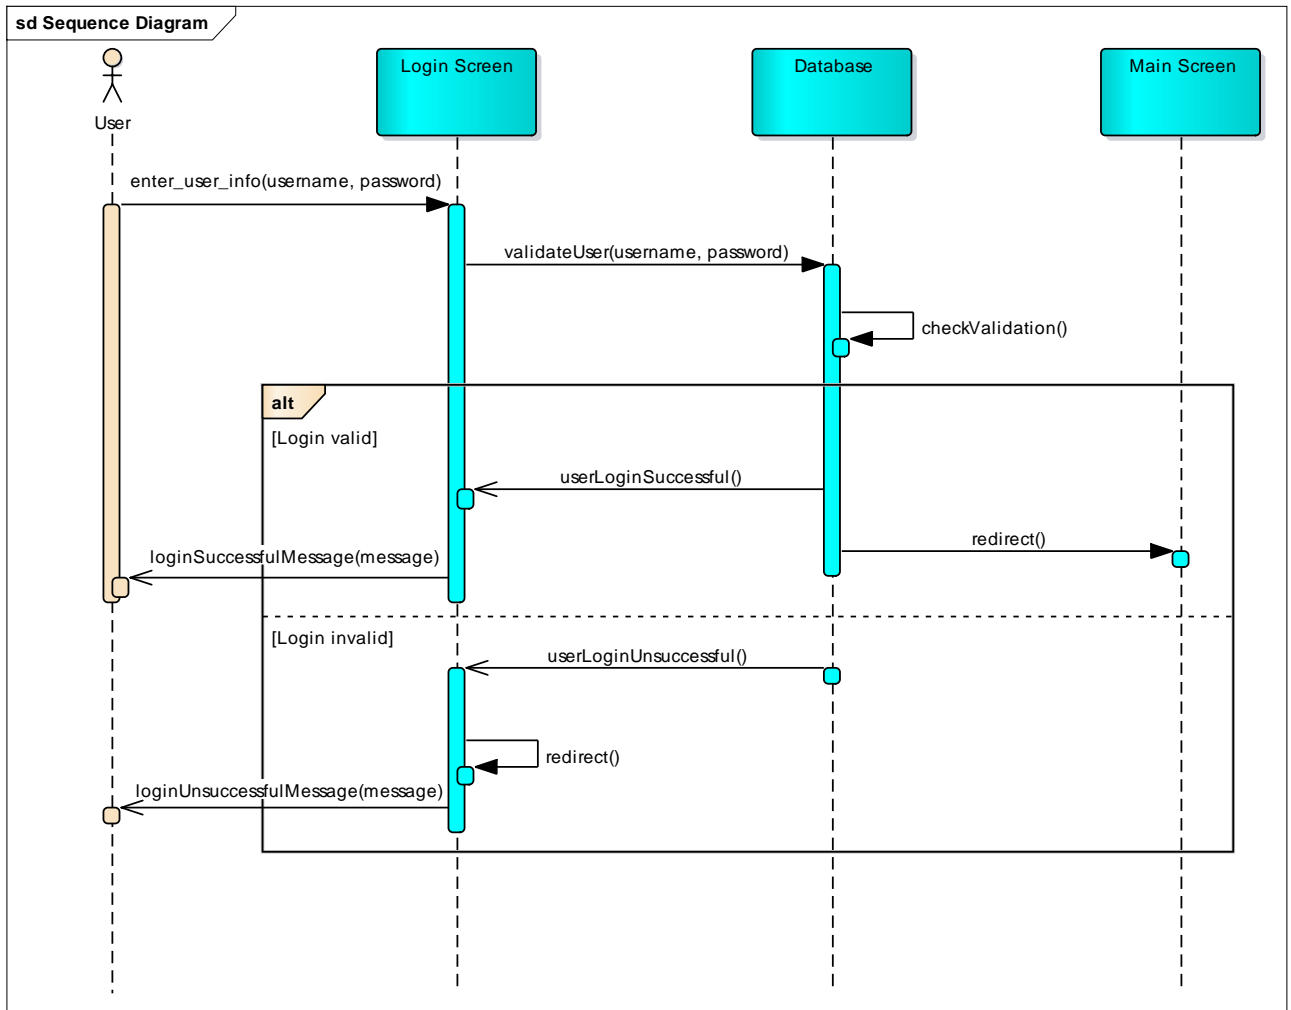 sd Sequence Diagram
User
Login Screen
Database
Main Screen
enter_user_info(username, password)
validateUser(username, password)
checkValidation()
alt
[Login valid]
userLoginSuccessful()
redirect()
loginSuccessfulMessage(message)
[Login invalid]
userLoginUnsuccessful()
redirect()
loginUnsuccessfulMessage(message)